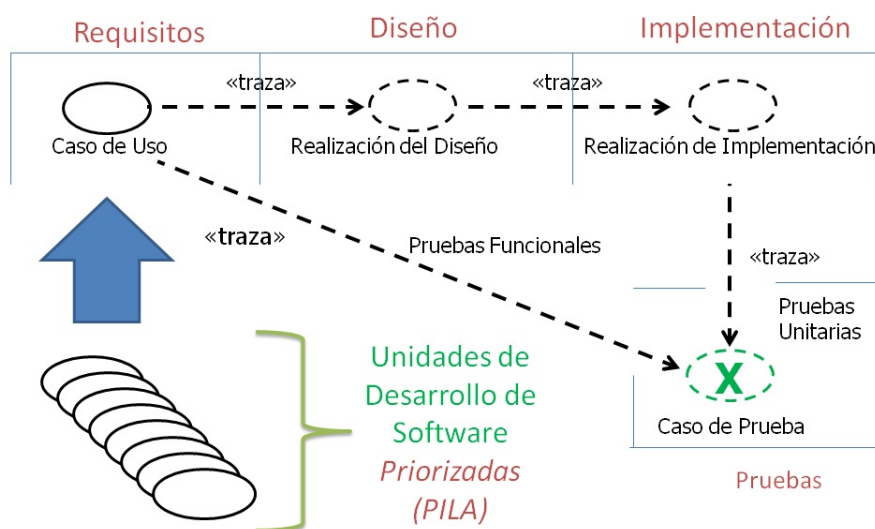 Requisitos
Diseño
Implementación
«traza»
«traza»
Caso de Uso
Realización del Diseño
Realización de Implementación
«traza»
Pruebas Funcionales
«traza»
Pruebas
Unitarias
Unidades de
Desarrollo de
Software
Priorizadas
(PILA)
X
Caso de Prueba
Pruebas